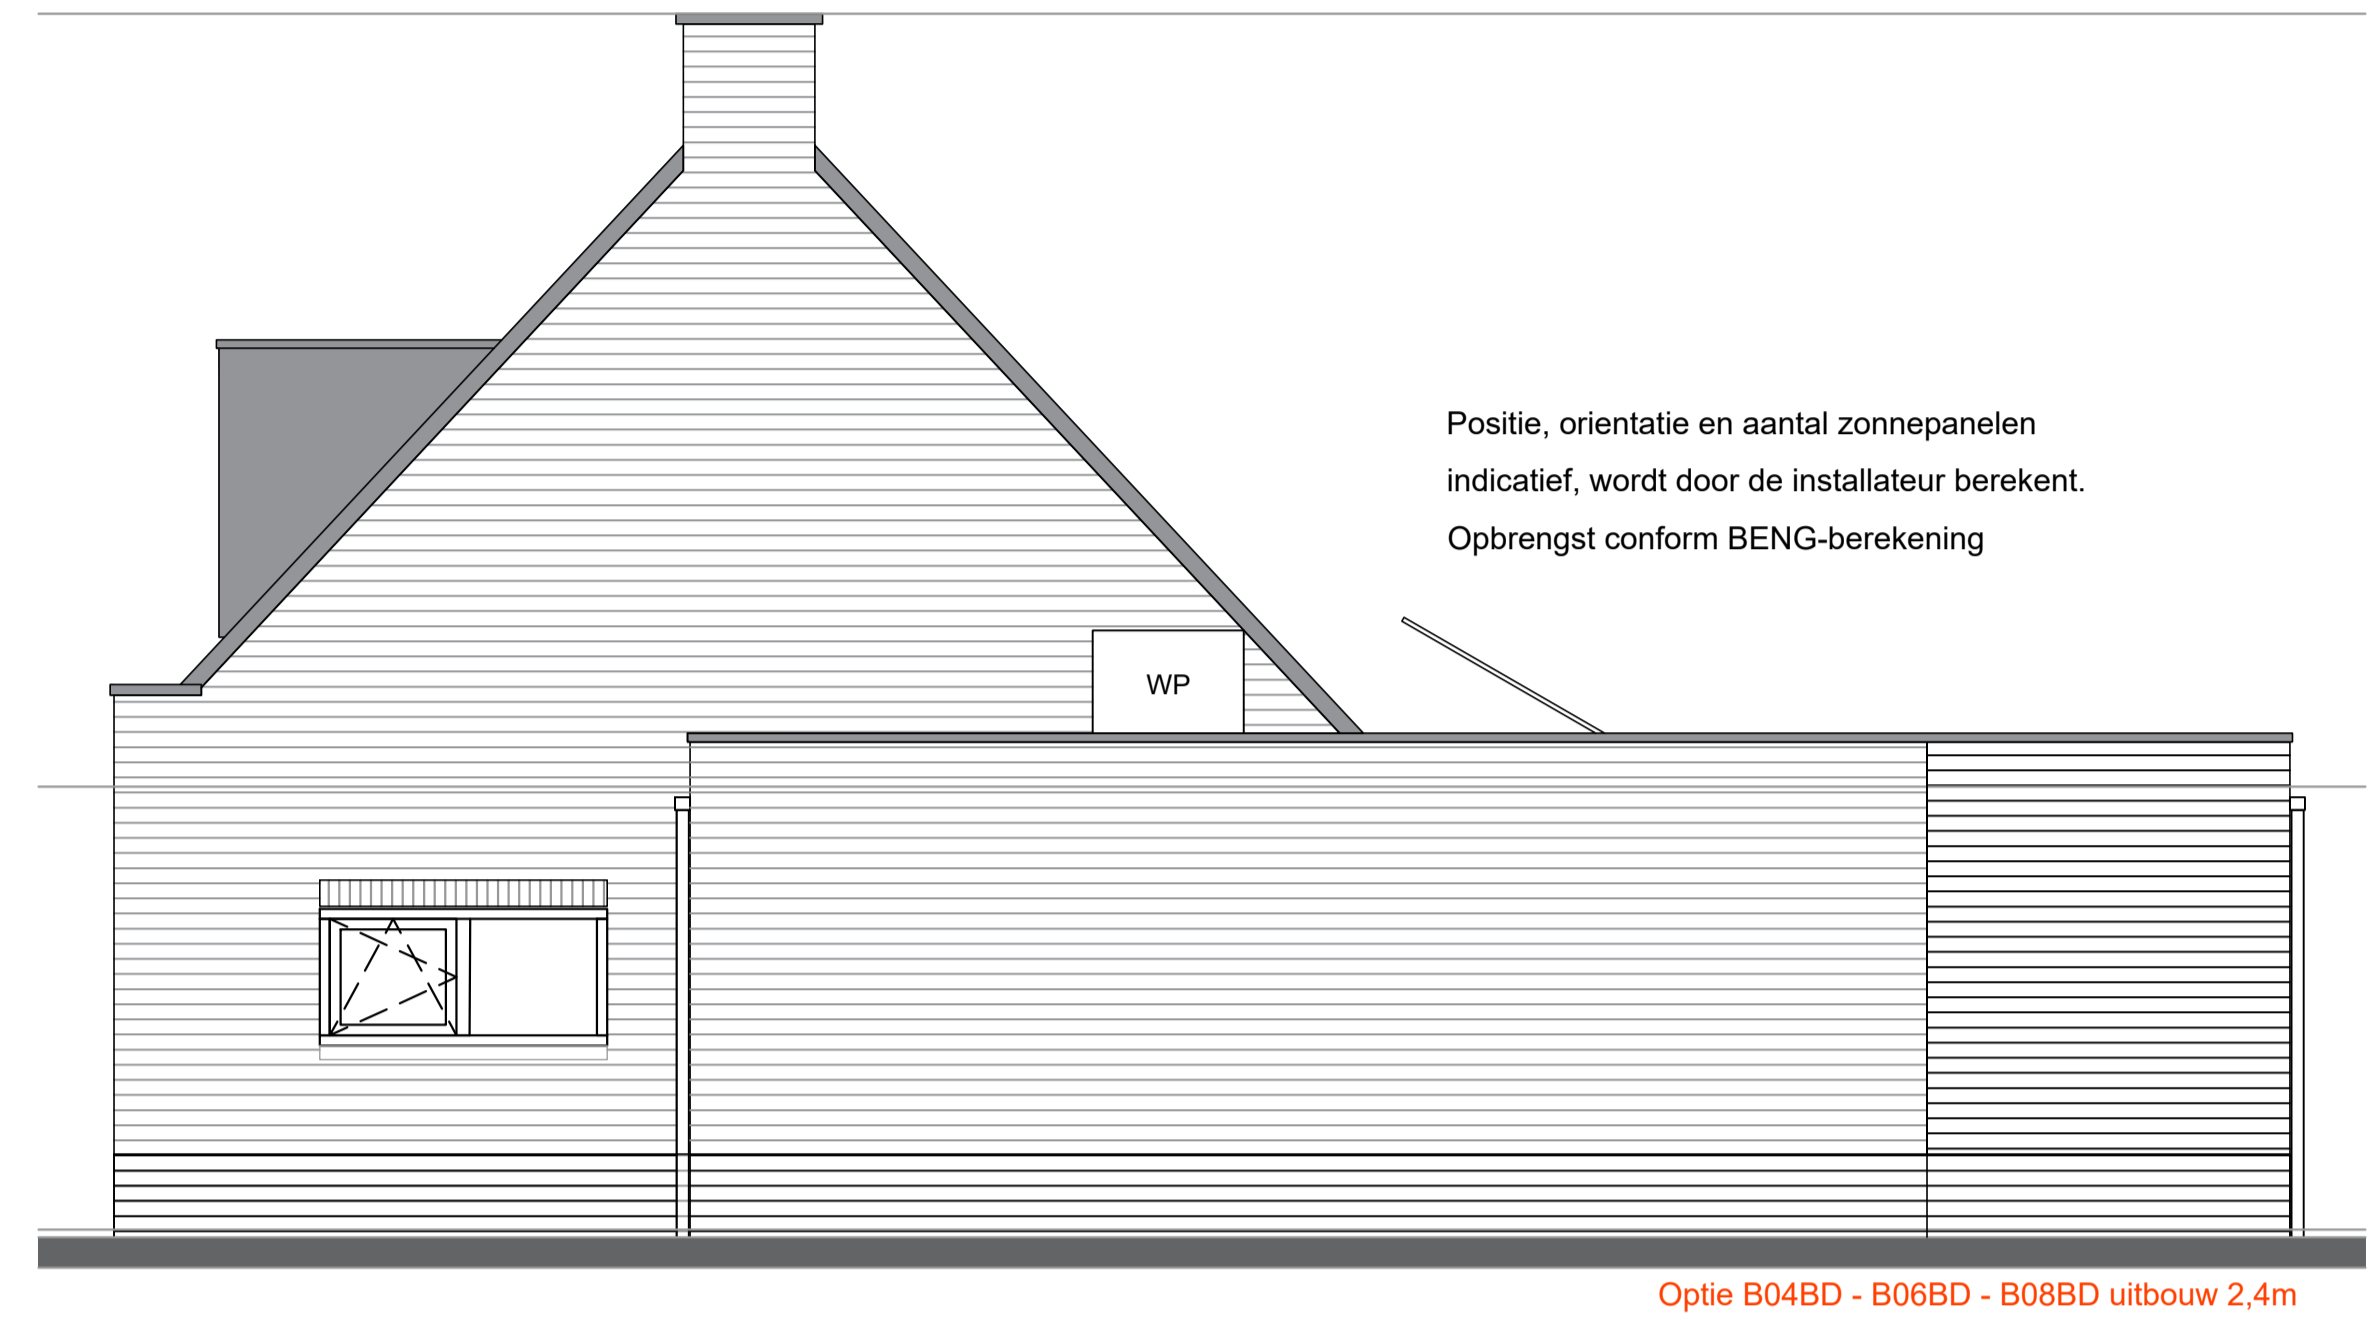 Positie, orientatie en aantal zonnepanelen
indicatief, wordt door de installateur berekent.
Opbrengst conform BENG-berekening
WP
Optie B04BD - B06BD - B08BD uitbouw 2,4m